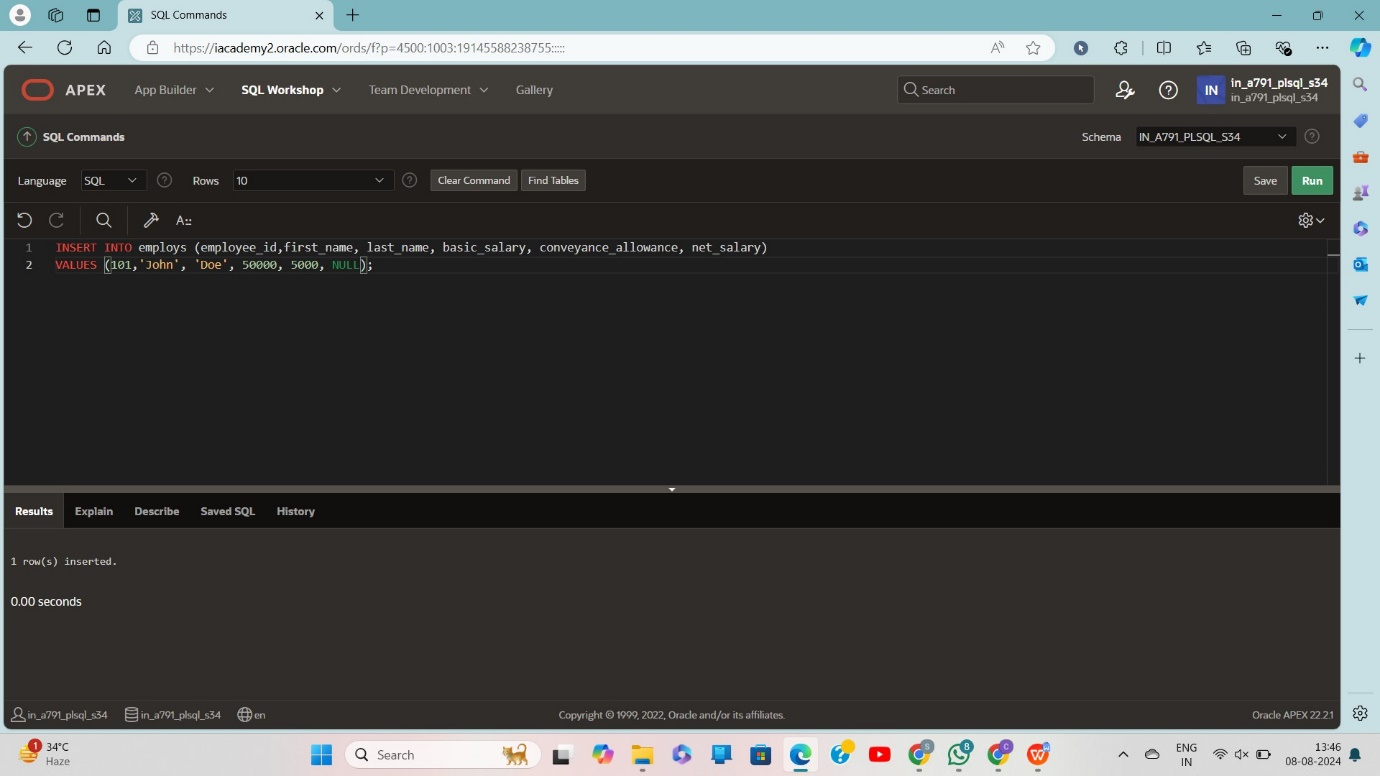 SQL Commands
https://iacademy2.oracle.com/ords/f?p=4500:1003:19145588238755:::::
APEX App Builder SQL Workshop Team Development Gallery Search IN in_a791_plsql_s34
in_a791_plsql_s34
SQL Commands Schema IN_A791_PLSQL_S34
Language SQL Rows 10 Clear Command Find Tables Save Run
A::
1 INSERT INTO employs (employee_id,first_name, last_name, basic_salary, conveyance_allowance, net_salary)
2 VALUES (101,'John', 'Doe', 50000, 5000, NULL);
Results Explain Describe Saved SQL History
1 row(s) inserted.
0.00 seconds
in_a791_plsql_s34 in_a791_plsql_s34 en Copyright © 1999, 2022, Oracle and/or its affiliates. Oracle APEX 22.2.1
1 34°C
Haze
Search
S 8 C
ENG
IN
13:46
08-08-2024